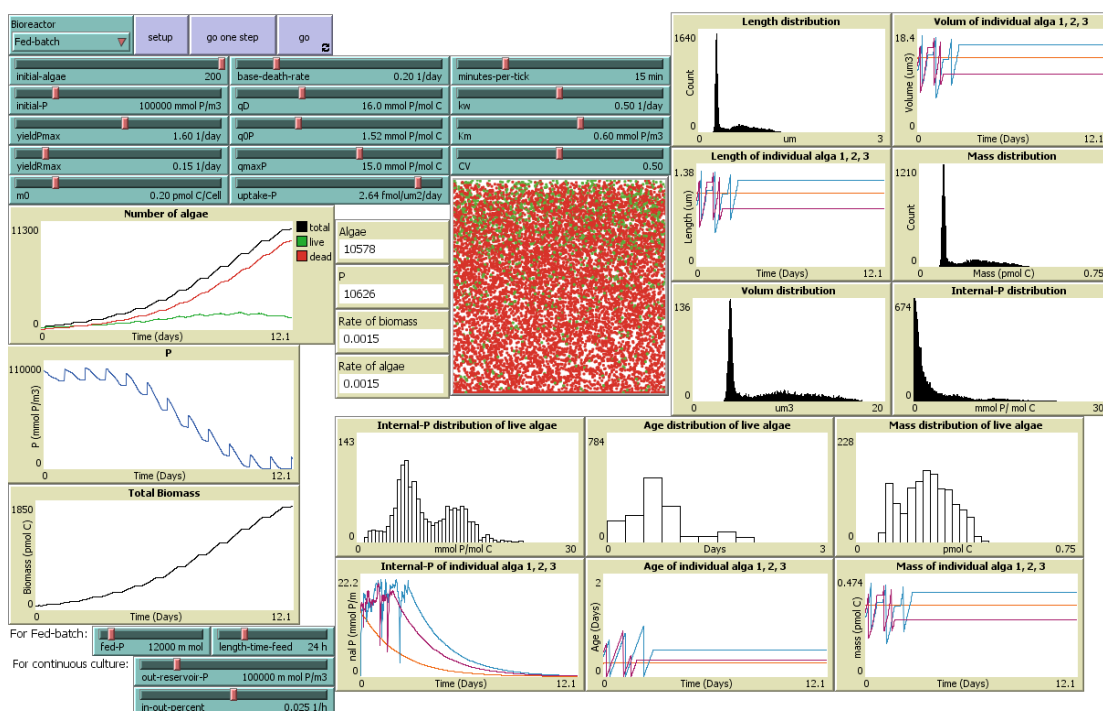 Bioreactor
Fed-batch
setup
go one step
go
initial-algae 200
base-death-rate 0.20 1/day
minutes-per-tick 15 min
initial-P 100000 mmol P/m3
qD 16.0 mmol P/mol C
kw 0.50 1/day
yieldPmax 1.60 1/day
q0P 1.52 mmol P/mol C
Km 0.60 mmol P/m3
yieldRmax 0.15 1/day
qmaxP 15.0 mmol P/mol C
CV 0.50
m0 0.20 pmol C/Cell
uptake-P 2.64 fmol/um2/day
Number of algae
11300
0
0
Time (days)
12.1
total
live
dead
Algae
10578
P
10626
Rate of biomass
0.0015
Rate of algae
0.0015
P
110000
P (mmol P/m3)
0
0
Time (Days)
12.1
Total Biomass
1850
Biomass (pmol C)
0
0
Time (Days)
12.1
For Fed-batch:
fed-P 12000 m mol
length-time-feed 24 h
For continuous culture:
out-reservoir-P 100000 m mol P/m3
in-out-percent 0.025 1/h
Length distribution
1640
Count
0
0
um
3
Volum of individual alga 1, 2, 3
18.4
Volume (um3)
0
0
Time (Days)
12.1
Length of individual alga 1, 2, 3
1.38
Length (um)
0
0
Time (Days)
12.1
Mass distribution
1210
Count
0
0
Mass (pmol C)
0.75
Volum distribution
136
0
0
um3
20
Internal-P distribution
674
0
0
mmol P/ mol C
30
Internal-P distribution of live algae
143
0
0
mmol P/mol C
30
Age distribution of live algae
784
0
0
Days
3
Mass distribution of live algae
228
0
0
pmol C
0.75
Internal-P of individual alga 1, 2, 3
22.2
nal P (mmol P/m
0
0
Time (Days)
12.1
Age of individual alga 1, 2, 3
2
Age (Days)
0
0
Time (Days)
12.1
Mass of individual alga 1, 2, 3
0.474
mass (pmol C)
0
0
Time (Days)
12.1